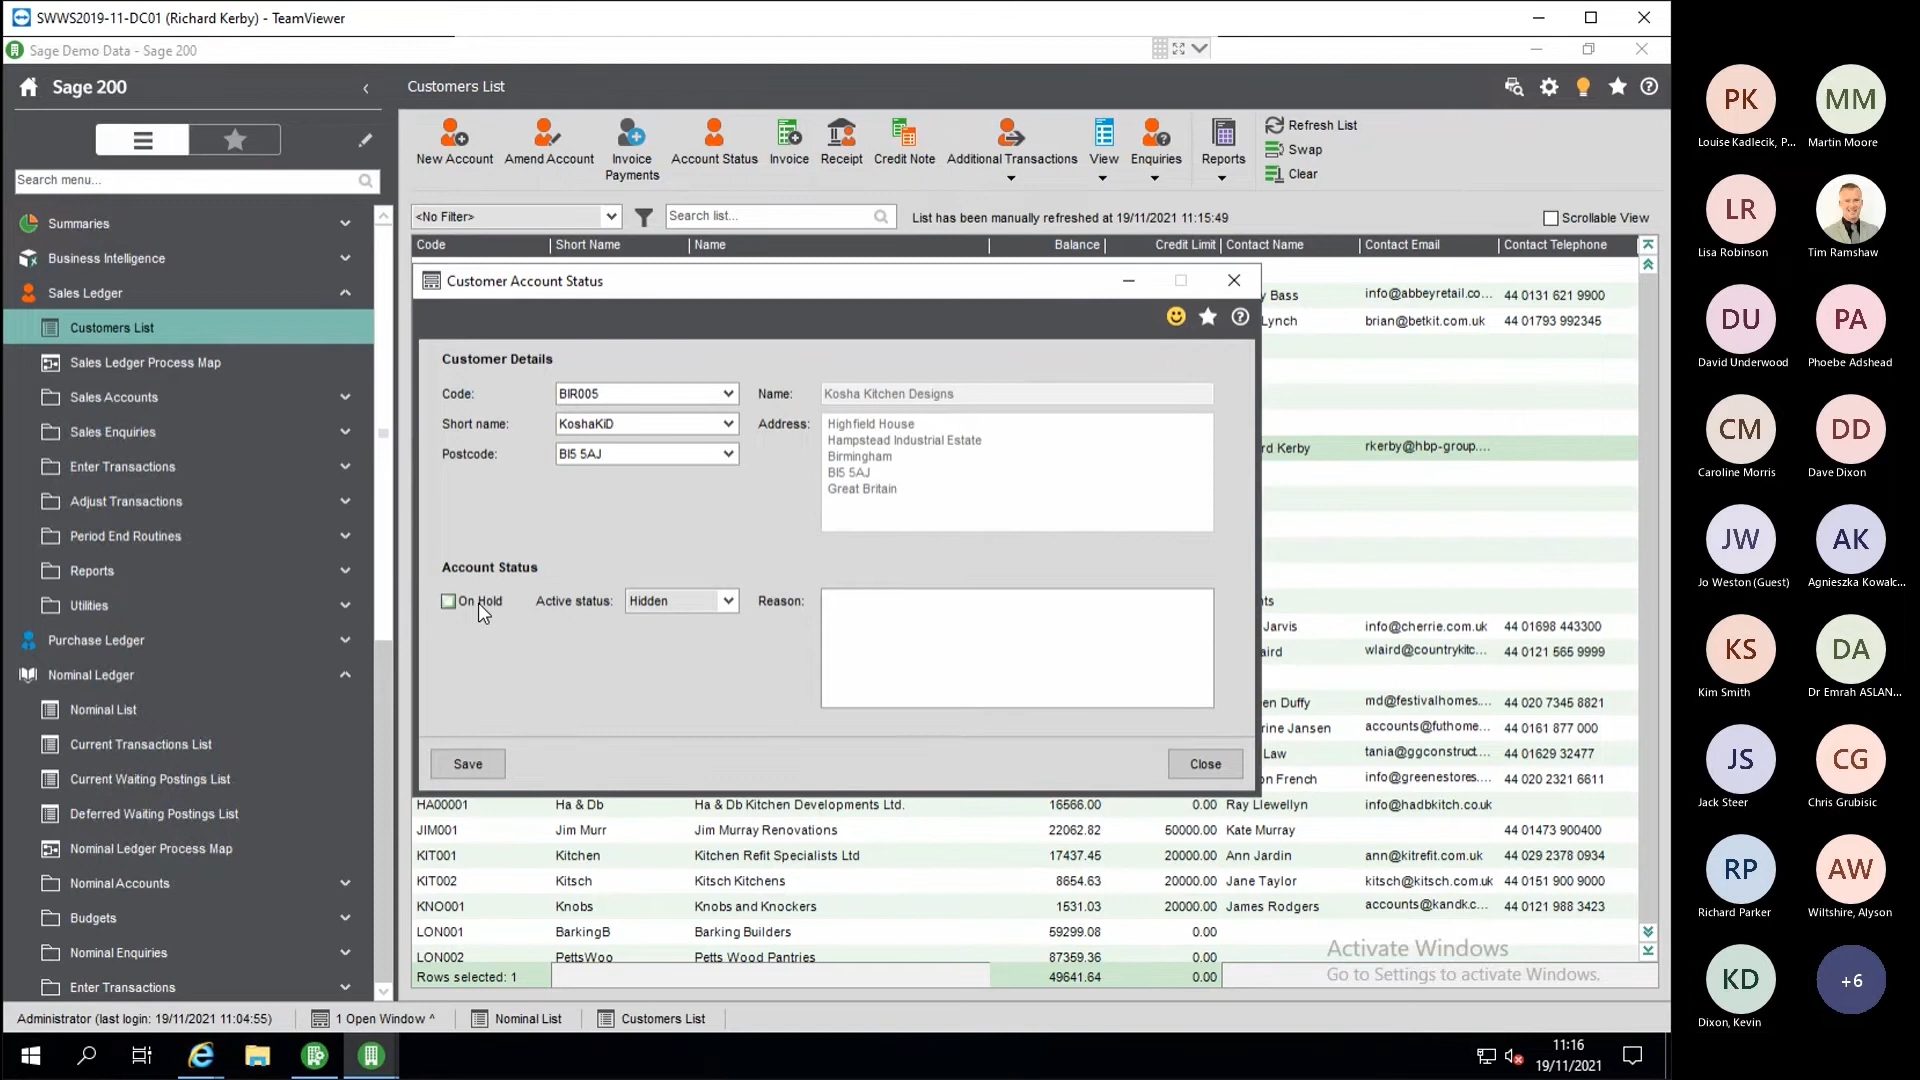 SWWS2019-11-DC01 (Richard Kerby) - TeamViewer
Sage Demo Data - Sage 200
Sage 200
Customers List
New Account
Amend Account
Invoice Payments
Account Status
Invoice
Receipt
Credit Note
Additional Transactions
View
Enquiries
Reports
Refresh List
Swap
Clear
Search menu...
<No Filter>
Search list...
List has been manually refreshed at 19/11/2021 11:15:49
Scrollable View
Summaries
Business Intelligence
Sales Ledger
Customers List
Sales Ledger Process Map
Sales Accounts
Sales Enquiries
Enter Transactions
Adjust Transactions
Period End Routines
Reports
Utilities
Purchase Ledger
Nominal Ledger
Nominal List
Current Transactions List
Current Waiting Postings List
Deferred Waiting Postings List
Nominal Ledger Process Map
Nominal Accounts
Budgets
Nominal Enquiries
Enter Transactions
Code Short Name Name Balance Credit Limit Contact Name Contact Email Contact Telephone
Customer Account Status
Customer Details
Code: BIR005 Name: Kosha Kitchen Designs
Short name: KoshaKiD Address: Highfield House
Hampstead Industrial Estate
Postcode: BI5 5AJ Birmingham
BI5 5AJ
Great Britain
Account Status
On Hold Active status: Hidden Reason:
Save Close
y Bass info@abbeyretail.co... 44 0131 621 9900
Lynch brian@betkit.com.uk 44 01793 992345
rd Kerby rkerby@hbp-group....
nts
Jarvis info@cherrie.com.uk 44 01698 443300
aird wlaird@countrykitc... 44 0121 565 9999
en Duffy md@festivalhomes... 44 020 7345 8821
rine Jansen accounts@futhome... 44 0161 877 000
Law tania@ggconstruct... 44 01629 32477
on French info@greenestores.... 44 020 2321 6611
HA00001 Ha & Db Ha & Db Kitchen Developments Ltd. 16566.00 0.00 Ray Llewellyn info@hadbkitch.co.uk
JIM001 Jim Murr Jim Murray Renovations 22062.82 50000.00 Kate Murray 44 01473 900400
KIT001 Kitchen Kitchen Refit Specialists Ltd 17437.45 20000.00 Ann Jardin ann@kitrefit.com.uk 44 029 2378 0934
KIT002 Kitsch Kitsch Kitchens 8654.63 20000.00 Jane Taylor kitsch@kitsch.com.uk 44 0151 900 9000
KNO001 Knobs Knobs and Knockers 1531.03 20000.00 James Rodgers accounts@kandk.c... 44 0121 988 3423
LON001 BarkingB Barking Builders 59299.08 0.00
LON002 PettsWoo Petts Wood Pantries 87359.36 0.00
Rows selected: 1 49641.64 0.00
Activate Windows
Go to Settings to activate Windows.
Administrator (last login: 19/11/2021 11:04:55) 1 Open Window ^ Nominal List Customers List
11:16
19/11/2021
PK MM
Louise Kadlecik, P... Martin Moore
LR
Lisa Robinson Tim Ramshaw
DU PA
David Underwood Phoebe Adshead
CM DD
Caroline Morris Dave Dixon
JW AK
Jo Weston (Guest) Agnieszka Kowalc...
KS DA
Kim Smith Dr Emrah ASLAN...
JS CG
Jack Steer Chris Grubisic
RP AW
Richard Parker Wiltshire, Alyson
KD +6
Dixon, Kevin